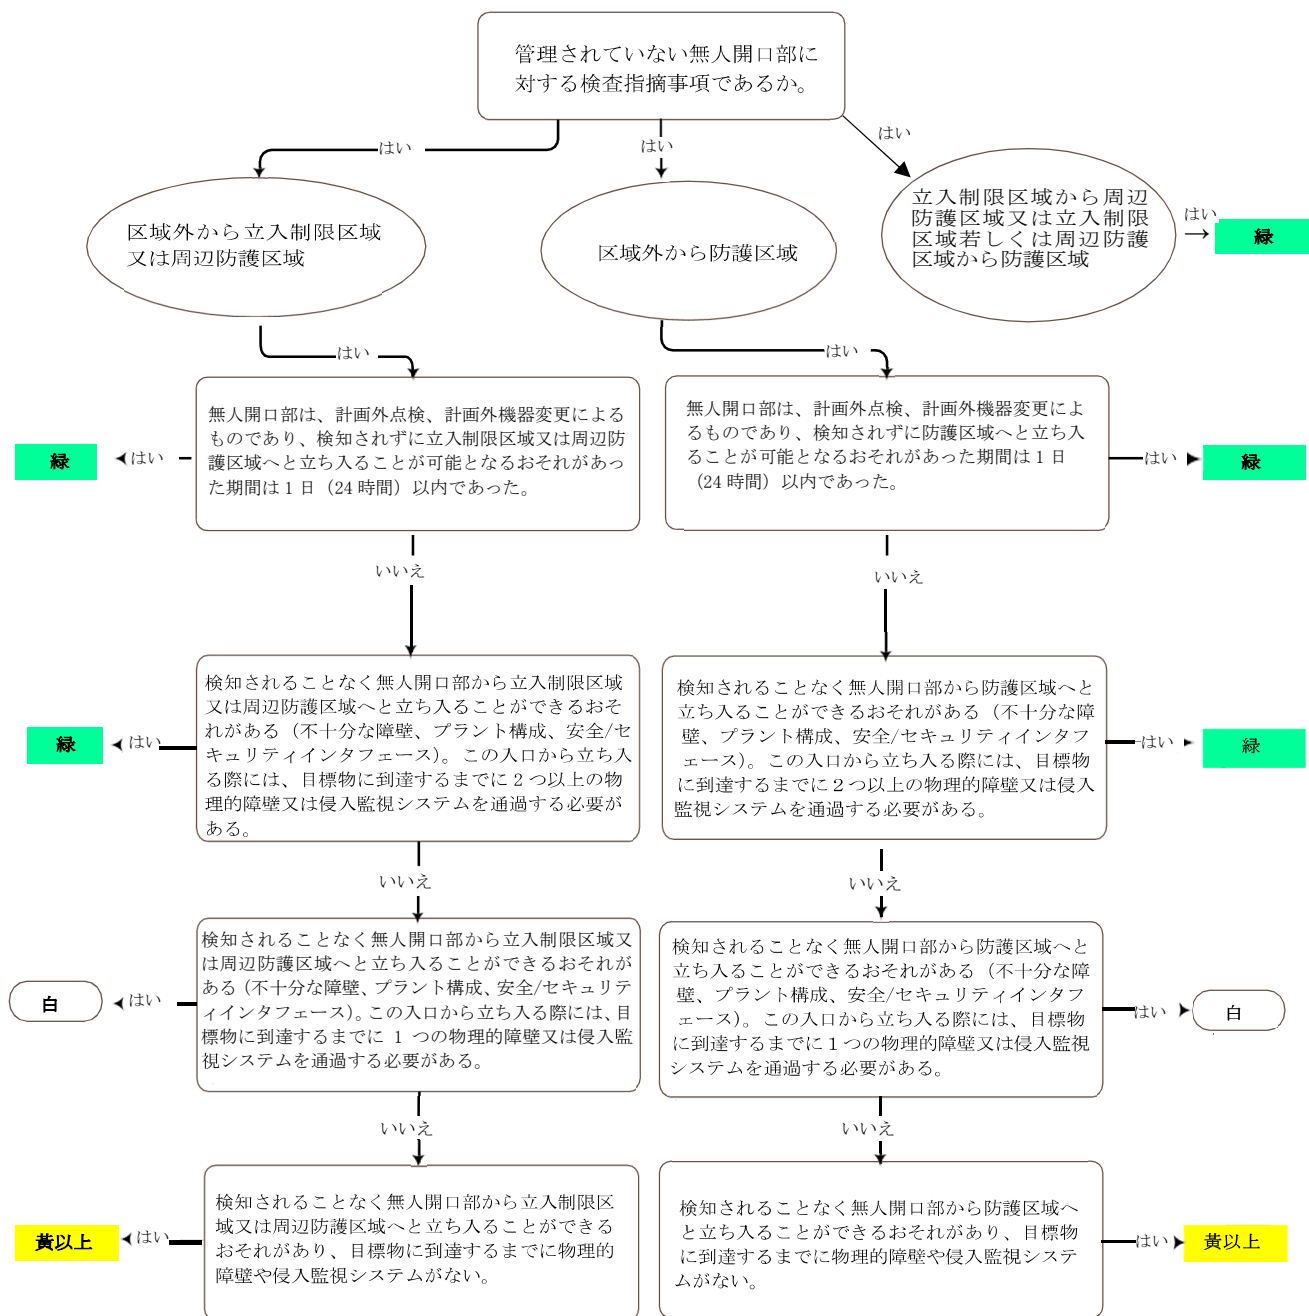 管理されていない無人開口部に
対する検査指摘事項であるか。
はい
はい
はい
区域外から立入制限区域
又は周辺防護区域
区域外から防護区域
立入制限区域から周辺
防護区域又は立入制限
区域若しくは周辺防護
区域から防護区域
はい
緑
はい
はい
無人開口部は、計画外点検、計画外機器変更による
ものであり、検知されずに立入制限区域又は周辺防
護区域へと立ち入ることが可能となるおそれがあっ
た期間は 1 日（24 時間）以内であった。
はい
緑
無人開口部は、計画外点検、計画外機器変更によ
るものであり、検知されずに防護区域へと立ち入
ることが可能となるおそれがあった期間は 1 日
（24 時間）以内であった。
はい
緑
いいえ
いいえ
検知されることなく無人開口部から立入制限区域
又は周辺防護区域へと立ち入ることができるおそ
れがある（不十分な障壁、プラント構成、安全/セ
キュリティインタフェース）。この入口から立ち入
る際には、目標物に到達するまでに 2 つ以上の物
理的障壁又は侵入監視システムを通過する必要が
ある。
はい
緑
検知されることなく無人開口部から防護区域へと
立ち入ることができるおそれがある（不十分な障
壁、プラント構成、安全/セキュリティインタフ
ェース）。この入口から立ち入る際には、目標物
に到達するまでに２つ以上の物理的障壁又は侵入
監視システムを通過する必要がある。
はい
緑
いいえ
いいえ
検知されることなく無人開口部から立入制限区域又
は周辺防護区域へと立ち入ることができるおそれが
ある（不十分な障壁、プラント構成、安全/セキュリテ
ィインタフェース）。この入口から立ち入る際には、目
標物に到達するまでに 1 つの物理的障壁又は侵入監
視システムを通過する必要がある。
はい
白
検知されることなく無人開口部から防護区域へと
立ち入ることができるおそれがある（不十分な障
壁、プラント構成、安全/セキュリティインタフ
ェース）。この入口から立ち入る際には、目標物
に到達するまでに１つの物理的障壁又は侵入監視
システムを通過する必要がある。
はい
白
いいえ
いいえ
検知されることなく無人開口部から立入制限区
域又は周辺防護区域へと立ち入ることができる
おそれがあり、目標物に到達するまでに物理的
障壁や侵入監視システムがない。
はい
黄以上
検知されることなく無人開口部から防護区域へ
と立ち入ることができるおそれがあり、目標物
に到達するまでに物理的障壁や侵入監視システ
ムがない。
はい
黄以上